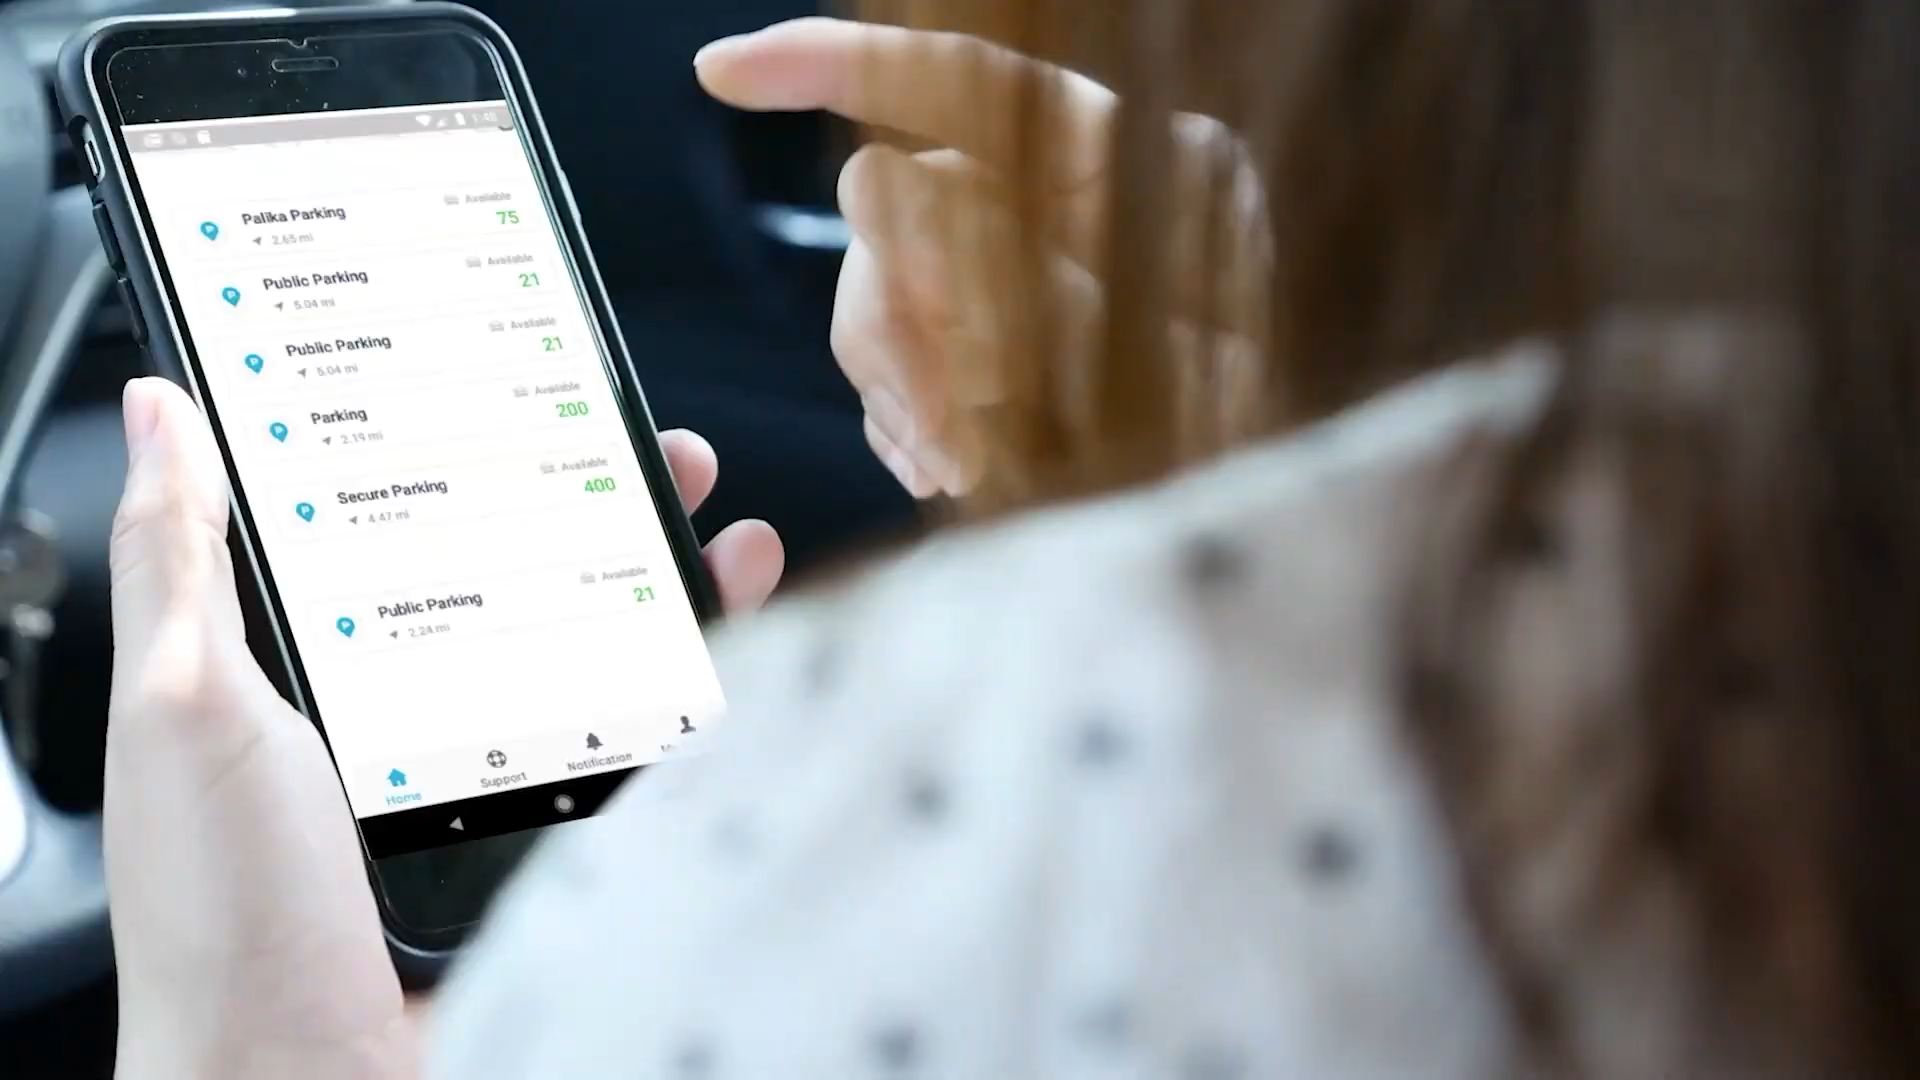 1:48
Palika Parking
Available
2.65 mi
75
Public Parking
Available
5.04 mi
21
Public Parking
Available
5.04 mi
21
Parking
Available
2.19 mi
200
Secure Parking
Available
4.47 mi
400
Public Parking
Available
2.24 mi
21
Home
Support
Notification